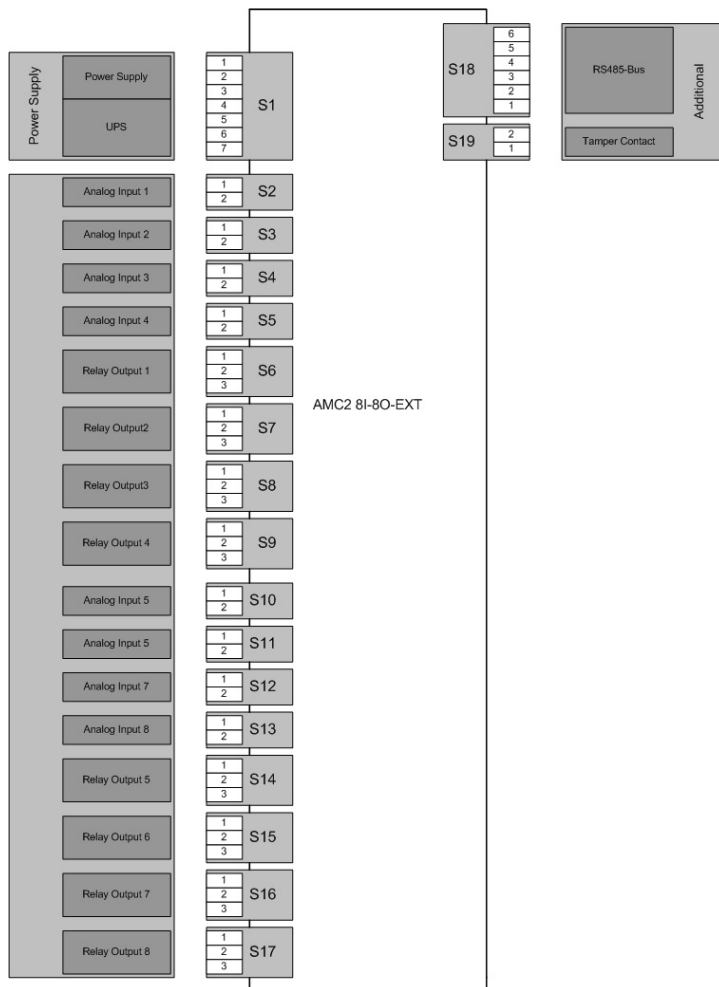 Power Supply
Power Supply
UPS
1
2
3
4
5
6
7
S1
S18
6
5
4
3
2
1
RS485-Bus
Additional
S19
2
1
Tamper Contact
Analog Input 1
1
2
S2
Analog Input 2
1
2
S3
Analog Input 3
1
2
S4
Analog Input 4
1
2
S5
Relay Output 1
1
2
3
S6
AMC2 8I-8O-EXT
Relay Output2
1
2
3
S7
Relay Output3
1
2
3
S8
Relay Output 4
1
2
3
S9
Analog Input 5
1
2
S10
Analog Input 5
1
2
S11
Analog Input 7
1
2
S12
Analog Input 8
1
2
S13
Relay Output 5
1
2
3
S14
Relay Output 6
1
2
3
S15
Relay Output 7
1
2
3
S16
Relay Output 8
1
2
3
S17